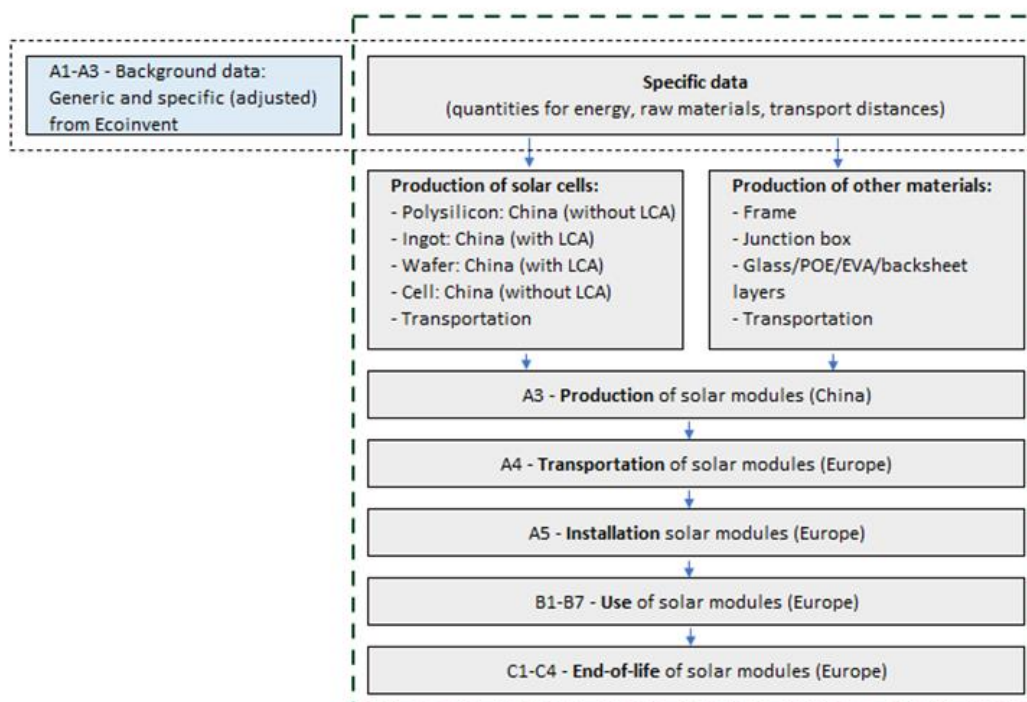 A1-A3 - Background data:
Generic and specific (adjusted)
from Ecoinvent
Specific data
(quantities for energy, raw materials, transport distances)
Production of solar cells:
- Polysilicon: China (without LCA)
- Ingot: China (with LCA)
- Wafer: China (with LCA)
- Cell: China (without LCA)
- Transportation
Production of other materials:
- Frame
- Junction box
- Glass/POE/EVA/backsheet
layers
- Transportation
A3 - Production of solar modules (China)
A4 - Transportation of solar modules (Europe)
A5 - Installation solar modules (Europe)
B1-B7 - Use of solar modules (Europe)
C1-C4 - End-of-life of solar modules (Europe)